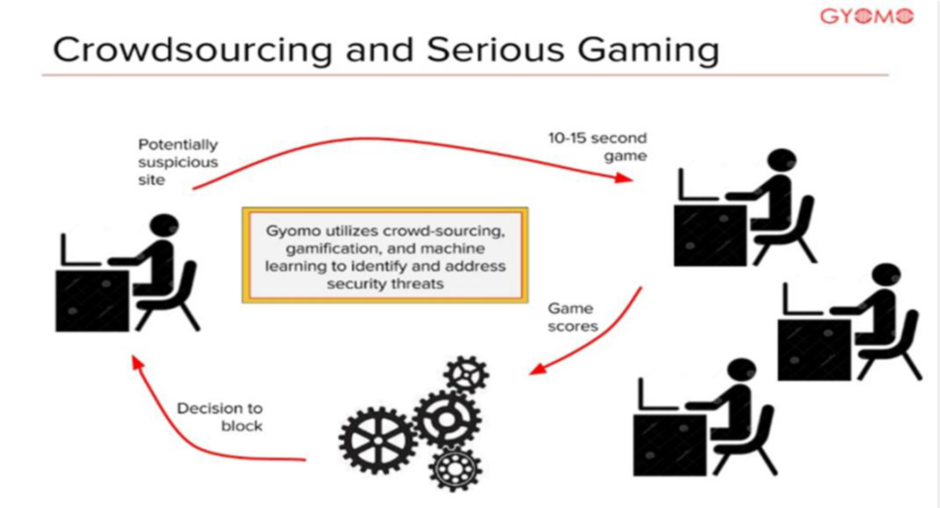 GYOMO
Crowdsourcing and Serious Gaming
Potentially
suspicious
site
10-15 second
game
Gyomo utilizes crowd-sourcing,
gamification, and machine
learning to identify and address
security threats
Game
scores
Decision to
block